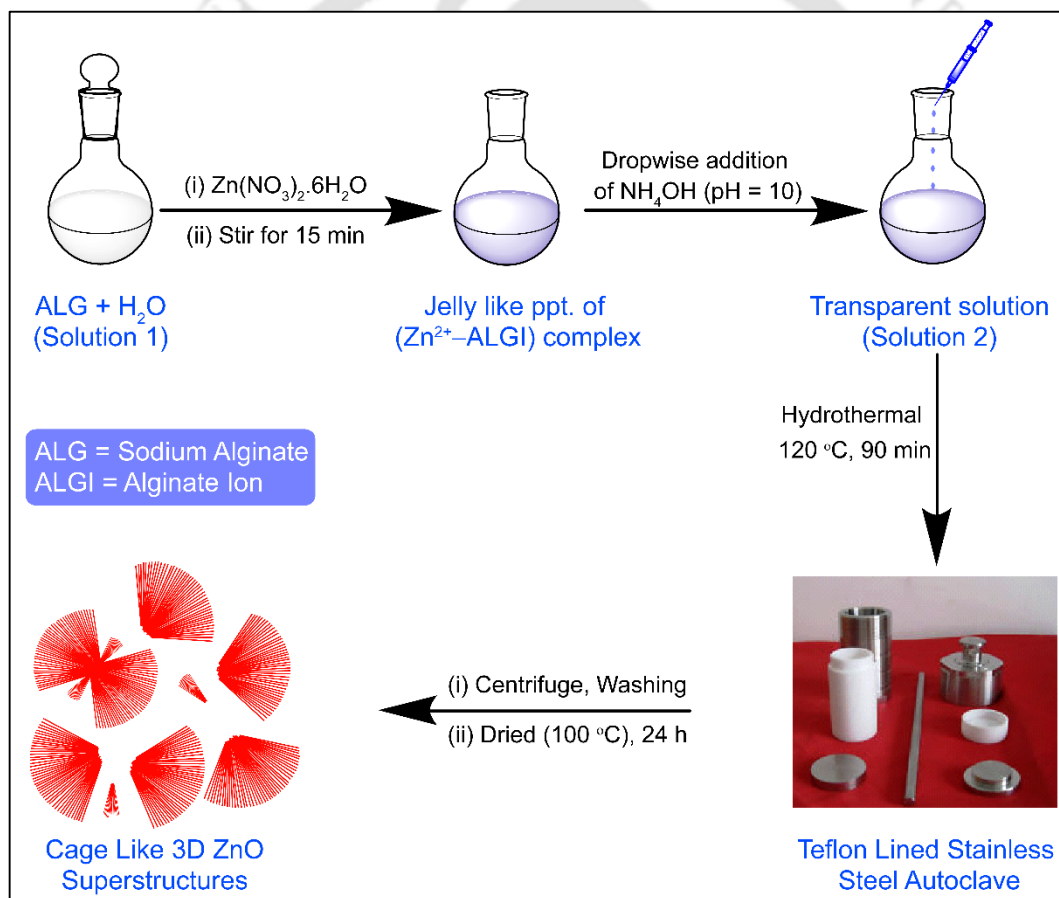 (i) Zn(NO₃)₂.6H₂O
(ii) Stir for 15 min
Dropwise addition
of NH₄OH (pH = 10)
ALG + H₂O
(Solution 1)
Jelly like ppt. of
(Zn²⁺–ALGI) complex
Transparent solution
(Solution 2)
Hydrothermal
120 °C, 90 min
ALG = Sodium Alginate
ALGI = Alginate Ion
(i) Centrifuge, Washing
(ii) Dried (100 °C), 24 h
Cage Like 3D ZnO
Superstructures
Teflon Lined Stainless
Steel Autoclave